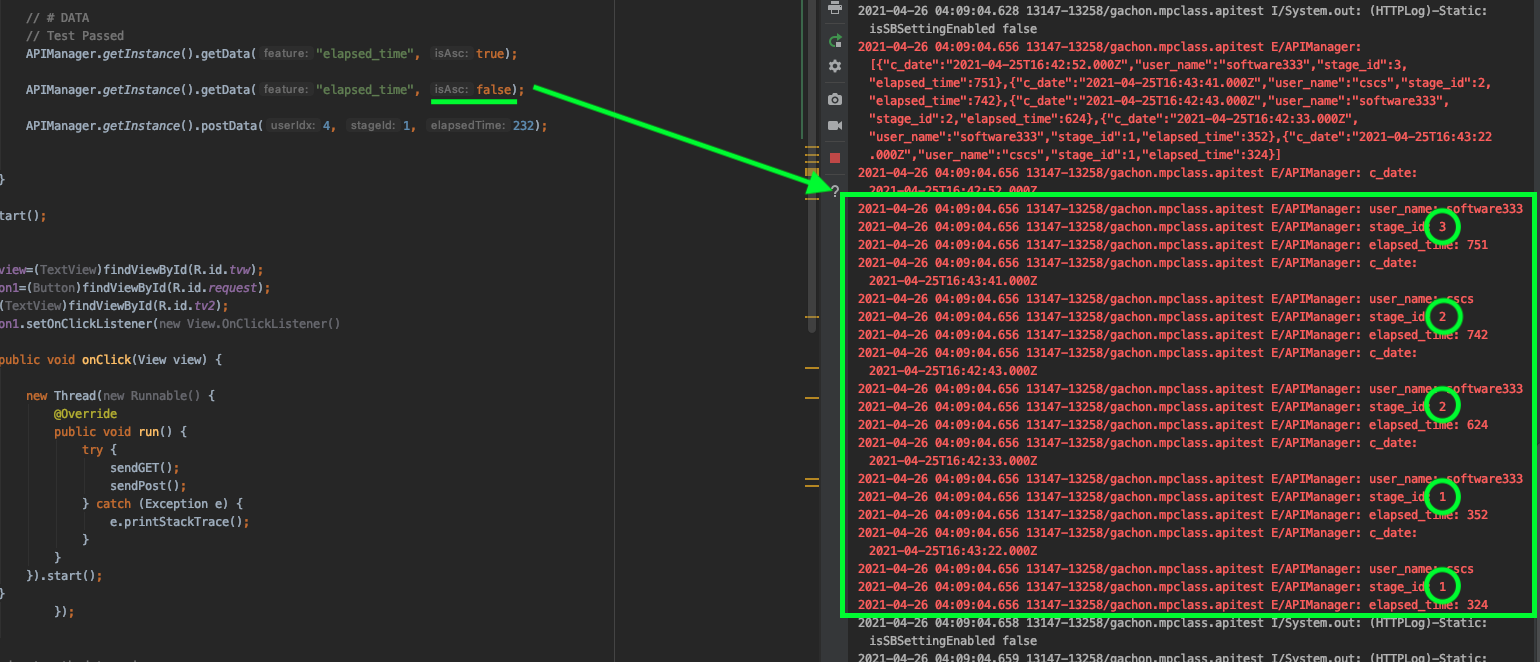 // # DATA
// Test Passed
APIManager.getInstance().getData( feature: "elapsed_time", isAsc: true);
APIManager.getInstance().getData( feature: "elapsed_time", isAsc: false);
APIManager.getInstance().postData( userIdx: 4, stageId: 1, elapsedTime: 232);
}
tart();
view=(TextView)findViewById(R.id.tvw);
on1=(Button)findViewById(R.id.request);
(TextView)findViewById(R.id.tv2);
on1.setOnClickListener(new View.OnClickListener()
public void onClick(View view) {
new Thread(new Runnable() {
@Override
public void run() {
try {
sendGET();
sendPost();
} catch (Exception e) {
e.printStackTrace();
}
}
}).start();
}
});
2021-04-26 04:09:04.628 13147-13258/gachon.mpclass.apitest I/System.out: (HTTPLog)-Static:
isSBSettingEnabled false
2021-04-26 04:09:04.656 13147-13258/gachon.mpclass.apitest E/APIManager:
[{"c_date":"2021-04-25T16:42:52.000Z","user_name":"software333","stage_id":3,
"elapsed_time":751},{"c_date":"2021-04-25T16:43:41.000Z","user_name":"cscs","stage_id":2,
"elapsed_time":742},{"c_date":"2021-04-25T16:42:43.000Z","user_name":"software333",
"stage_id":2,"elapsed_time":624},{"c_date":"2021-04-25T16:42:33.000Z",
"user_name":"software333","stage_id":1,"elapsed_time":352},{"c_date":"2021-04-25T16:43:22
.000Z","user_name":"cscs","stage_id":1,"elapsed_time":324}]
2021-04-26 04:09:04.656 13147-13258/gachon.mpclass.apitest E/APIManager: c_date:
2021-04-25T16:42:52.000Z
2021-04-26 04:09:04.656 13147-13258/gachon.mpclass.apitest E/APIManager: user_name: software333
2021-04-26 04:09:04.656 13147-13258/gachon.mpclass.apitest E/APIManager: stage_id 3
2021-04-26 04:09:04.656 13147-13258/gachon.mpclass.apitest E/APIManager: elapsed_time: 751
2021-04-26 04:09:04.656 13147-13258/gachon.mpclass.apitest E/APIManager: c_date:
2021-04-25T16:43:41.000Z
2021-04-26 04:09:04.656 13147-13258/gachon.mpclass.apitest E/APIManager: user_name: cscs
2021-04-26 04:09:04.656 13147-13258/gachon.mpclass.apitest E/APIManager: stage_id 2
2021-04-26 04:09:04.656 13147-13258/gachon.mpclass.apitest E/APIManager: elapsed_time: 742
2021-04-26 04:09:04.656 13147-13258/gachon.mpclass.apitest E/APIManager: c_date:
2021-04-25T16:42:43.000Z
2021-04-26 04:09:04.656 13147-13258/gachon.mpclass.apitest E/APIManager: user_name: software333
2021-04-26 04:09:04.656 13147-13258/gachon.mpclass.apitest E/APIManager: stage_id 2
2021-04-26 04:09:04.656 13147-13258/gachon.mpclass.apitest E/APIManager: elapsed_time: 624
2021-04-26 04:09:04.656 13147-13258/gachon.mpclass.apitest E/APIManager: c_date:
2021-04-25T16:42:33.000Z
2021-04-26 04:09:04.656 13147-13258/gachon.mpclass.apitest E/APIManager: user_name: software333
2021-04-26 04:09:04.656 13147-13258/gachon.mpclass.apitest E/APIManager: stage_id 1
2021-04-26 04:09:04.656 13147-13258/gachon.mpclass.apitest E/APIManager: elapsed_time: 352
2021-04-26 04:09:04.656 13147-13258/gachon.mpclass.apitest E/APIManager: c_date:
2021-04-25T16:43:22.000Z
2021-04-26 04:09:04.656 13147-13258/gachon.mpclass.apitest E/APIManager: user_name: cscs
2021-04-26 04:09:04.656 13147-13258/gachon.mpclass.apitest E/APIManager: stage_id 1
2021-04-26 04:09:04.656 13147-13258/gachon.mpclass.apitest E/APIManager: elapsed_time: 324
2021-04-26 04:09:04.658 13147-13258/gachon.mpclass.apitest I/System.out: (HTTPLog)-Static:
isSBSettingEnabled false
2021-04-26 04:09:04.659 13147-13258/gachon.mpclass.apitest I/System.out: (HTTPLog)-Static: